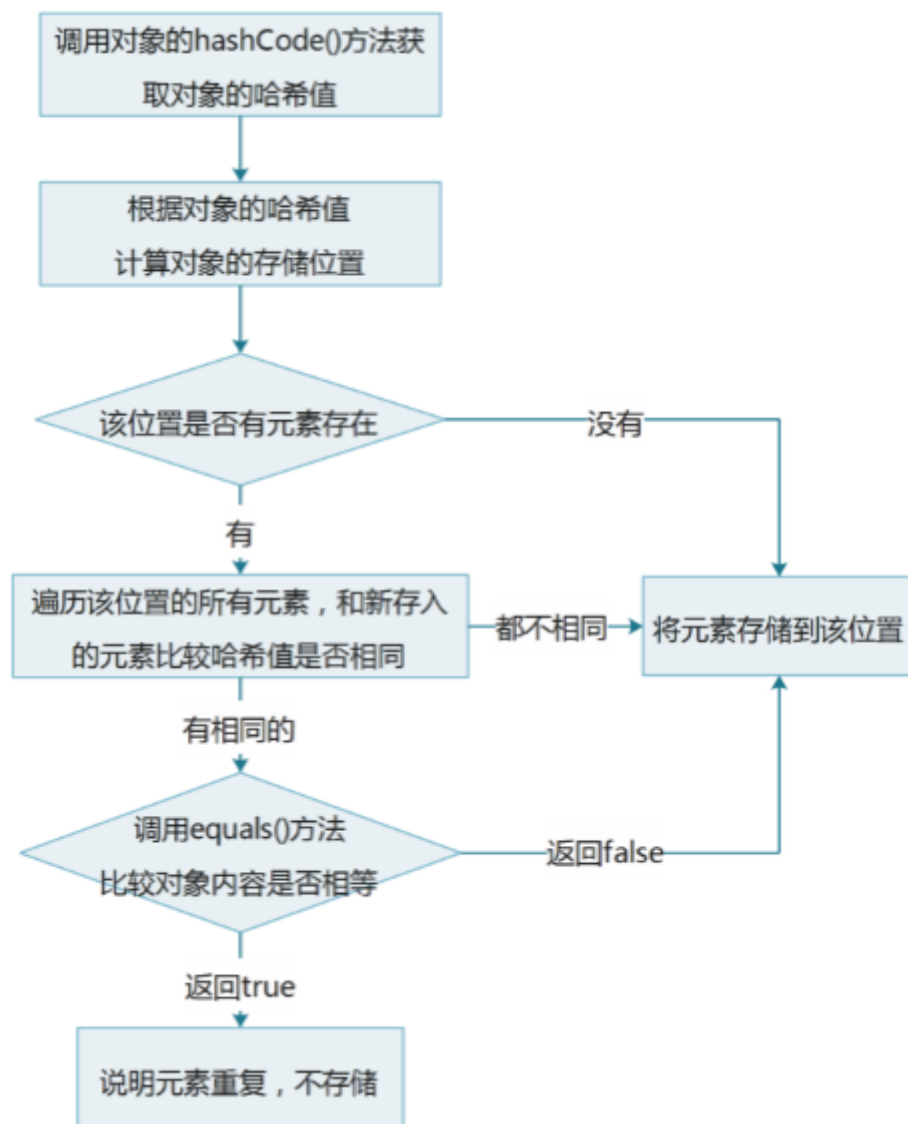 调用对象的hashCode()方法获
取对象的哈希值
根据对象的哈希值
计算对象的存储位置
该位置是否有元素存在
没有
有
遍历该位置的所有元素，和新存入
的元素比较哈希值是否相同
都不相同
将元素存储到该位置
有相同的
调用equals()方法
比较对象内容是否相等
返回false
返回true
说明元素重复，不存储